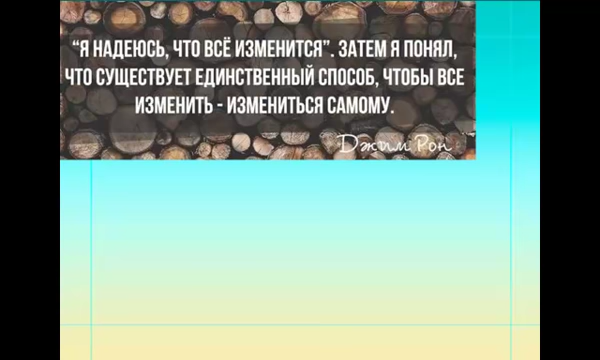 “Я НАДЕЮСЬ, ЧТО ВСЁ ИЗМЕНИТСЯ”. ЗАТЕМ Я ПОНЯЛ,
ЧТО СУЩЕСТВУЕТ ЕДИНСТВЕННЫЙ СПОСОБ, ЧТОБЫ ВСЕ
ИЗМЕНИТЬ - ИЗМЕНИТЬСЯ САМОМУ.
Джим Рон